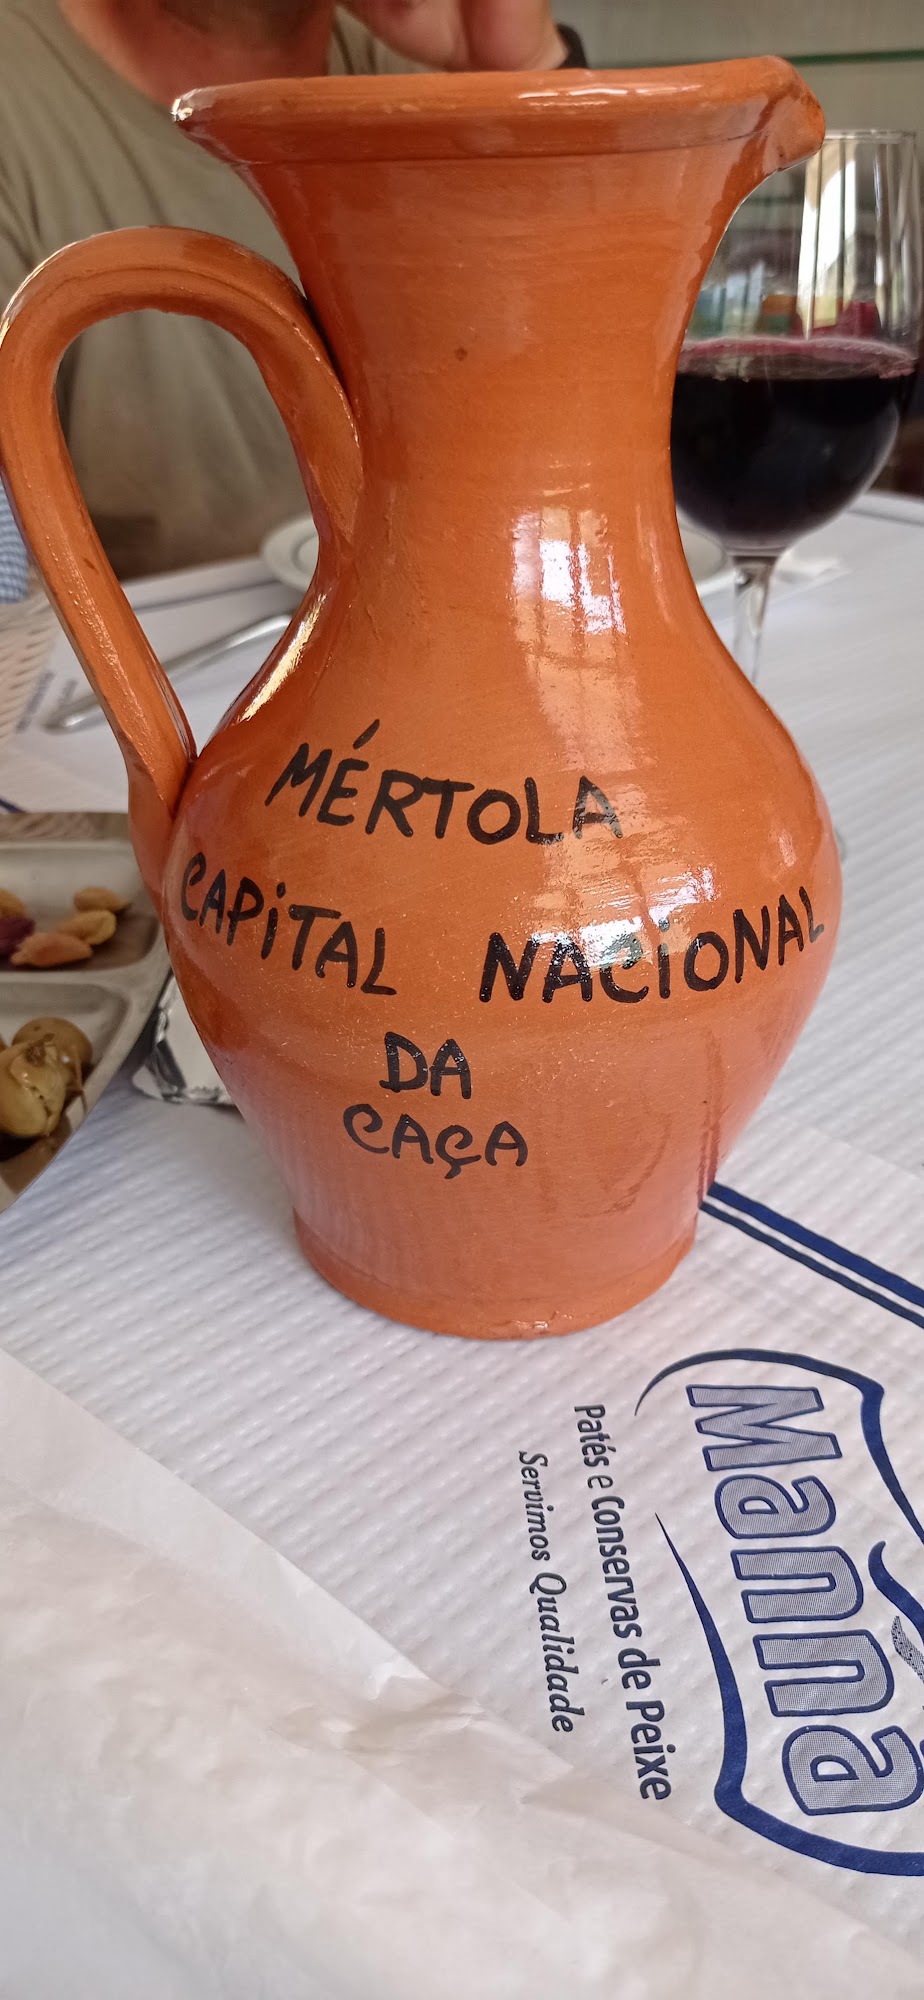 MÉRTOLA
CAPiTAL NACiONAL
DA
CAÇA
Manná
Patés e Conservas de Peixe
Servimos Qualidade